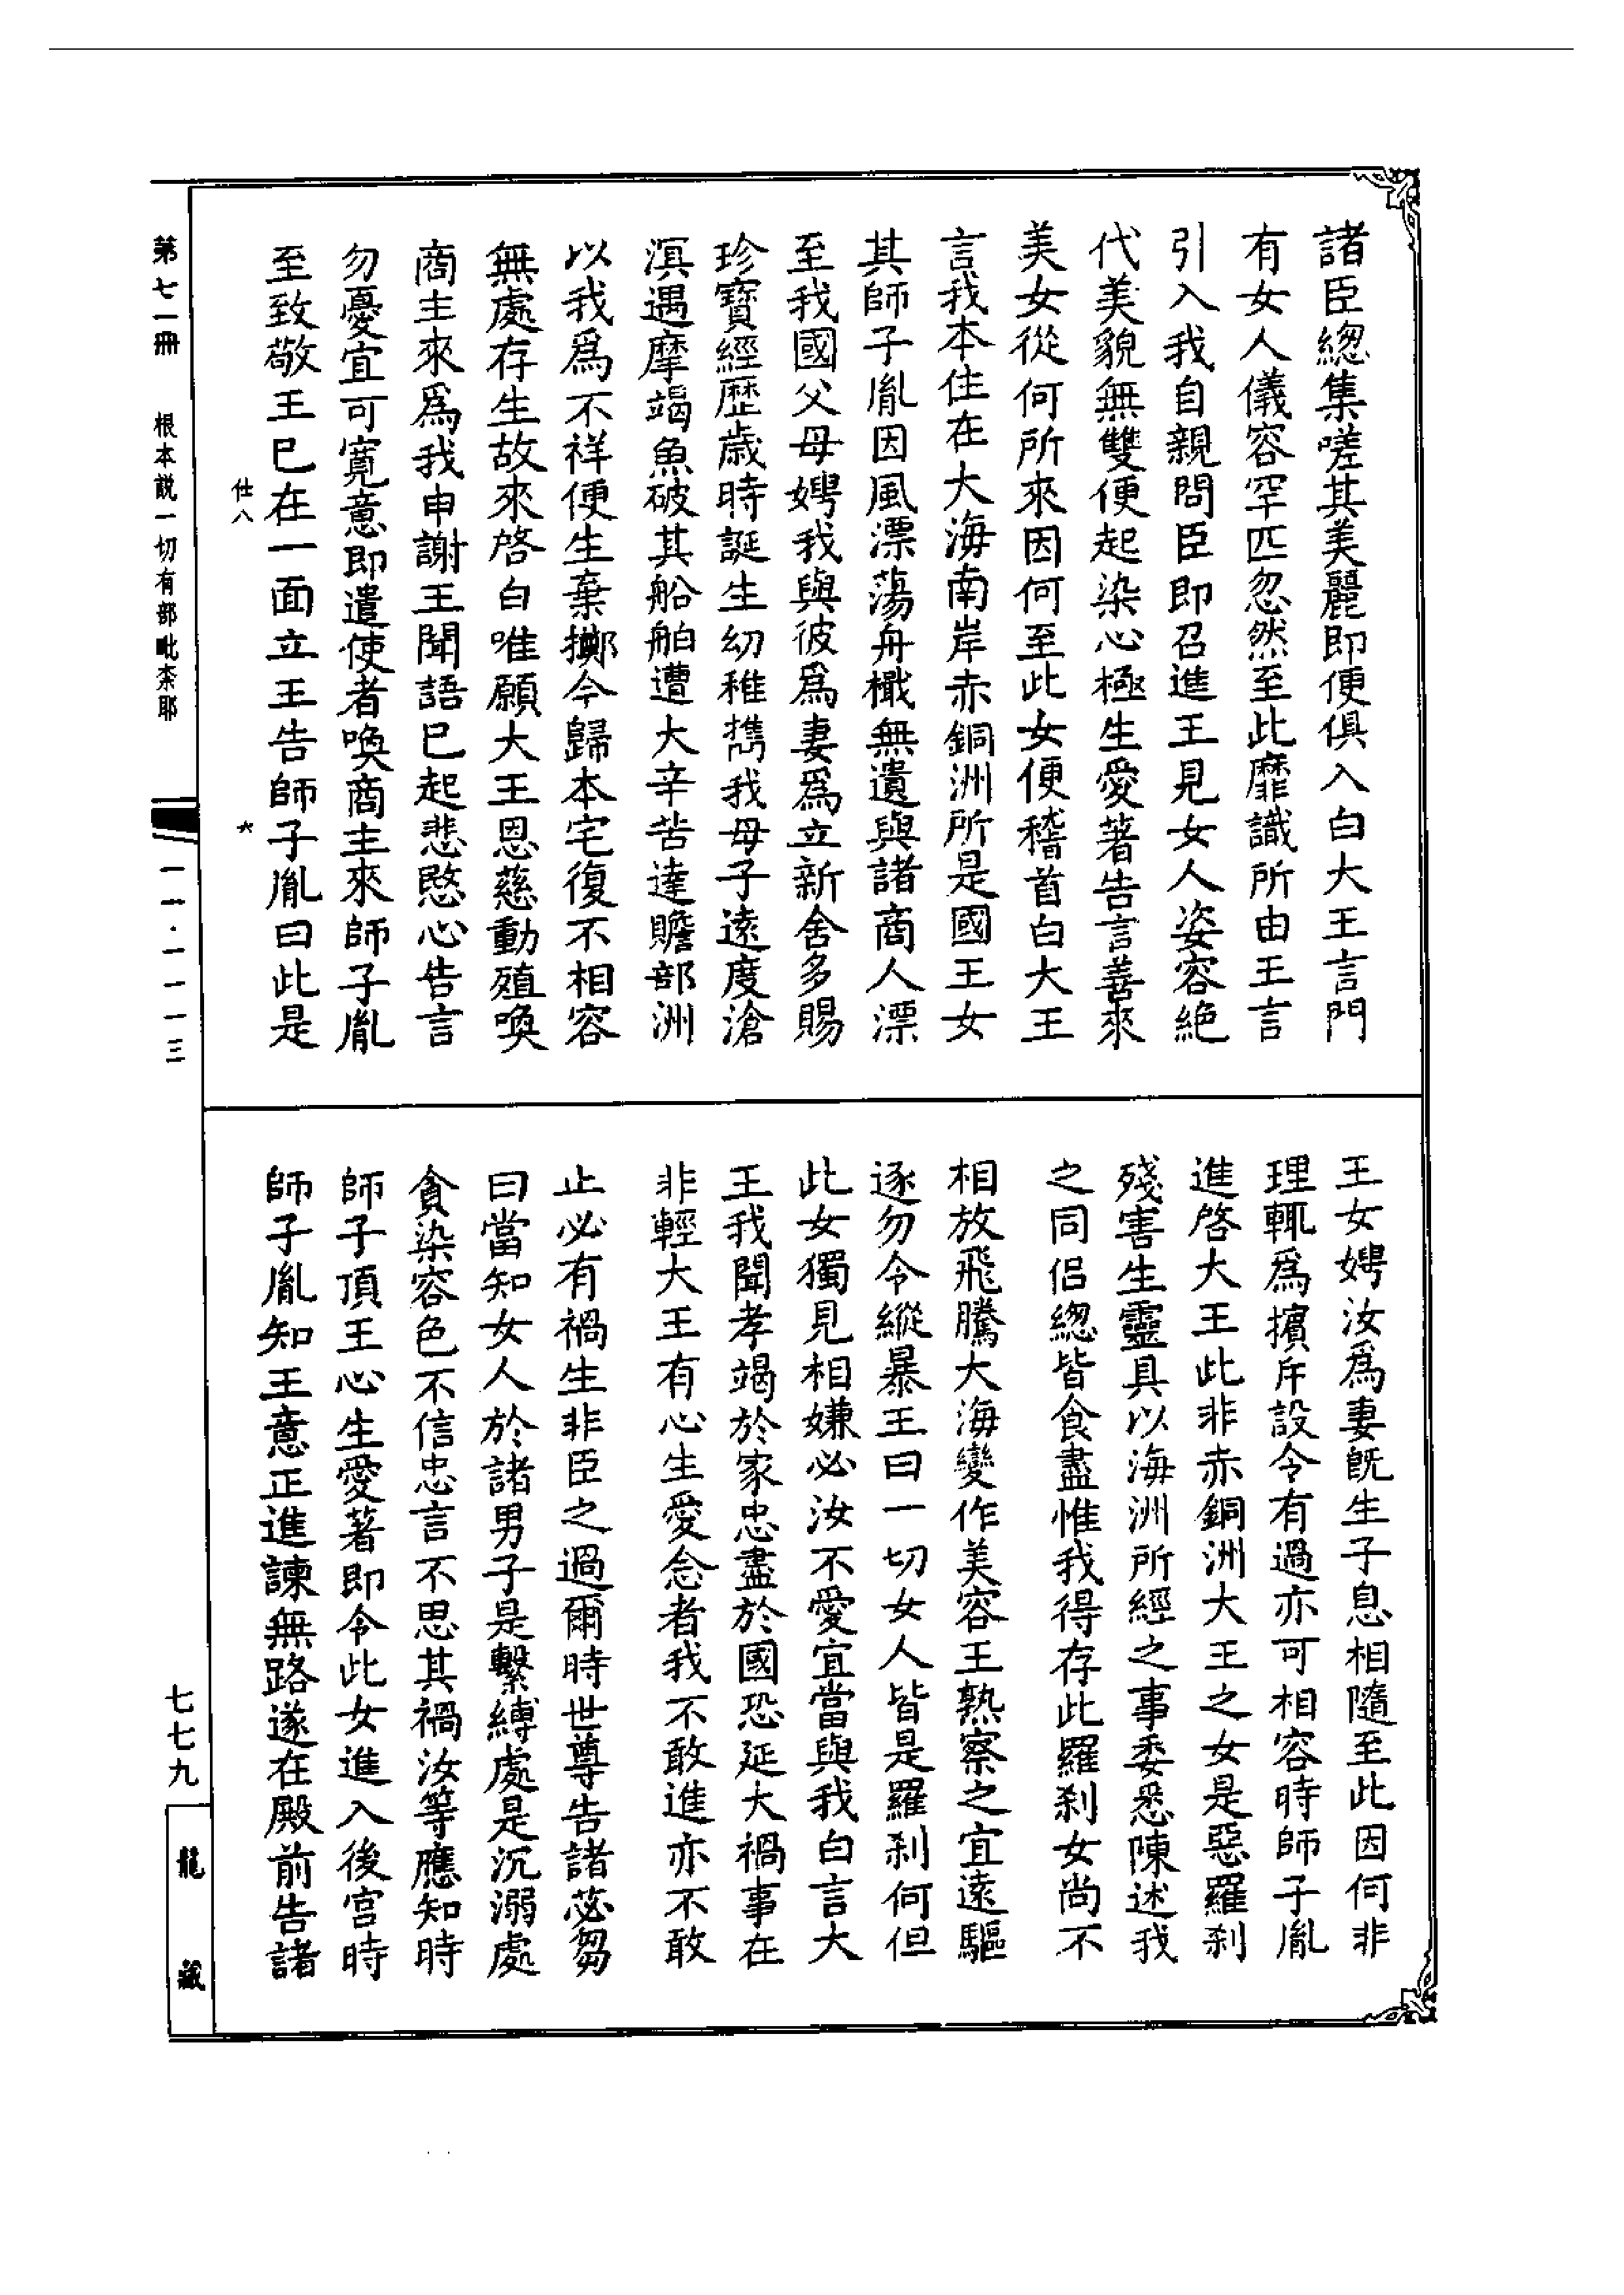 諸臣緫集嗟其美麗即便俱入白大王言門
有女人儀容罕匹忽然至此靡識所由王言
引入我自親問臣即召進王見女人姿容絶
代美貌無雙便起染心極生愛著告言善來
美女從何所來因何至此女便稽首白大王
言我本住在大海南岸赤銅洲所是國王女
其師子胤因風漂蕩舟檝無遺與諸商人漂
至我國父母娉我與彼爲妻爲立新舍多賜
珍寶經歷歲時誕生幼稚攜我母子遠度滄
溟遇摩竭魚破其船舶遭大辛苦達贍部洲
以我爲不祥便生棄擲今歸本宅復不相容
無處存生故來啓白唯願大王恩慈動殖喚
商主來爲我申謝王聞語已起悲愍心告言
勿憂宜可寬意即遣使者喚商主來師子胤
至致敬王已在一面立王告師子胤曰此是
仕八 六
王女娉汝爲妻旣生子息相隨至此因何非
理輒爲擯斥設令有過亦可相容時師子胤
進啓大王此非赤銅洲大王之女是惡羅刹
殘害生靈具以海洲所經之事委悉陳述我
之同侶緫皆食盡惟我得存此羅刹女尚不
相放飛騰大海變作美容王熟察之宜遠驅
逐勿令縱暴王曰一切女人皆是羅刹何但
此女獨見相嫌必汝不愛宜當與我白言大
王我聞孝竭於家忠盡於國恐延大禍事在
非輕大王有心生愛念者我不敢進亦不敢
止必有禍生非臣之過爾時世尊告諸苾芻
曰當知女人於諸男子是繫縛處是沉溺處
貪染容色不信忠言不思其禍汝等應知時
師子頂王心生愛著即令此女進入後宮時
師子胤知王意正進諫無路遂在殿前告諸
第七一冊 根本説一切有部毗柰耶
一一·一一一三
七七九
龍藏